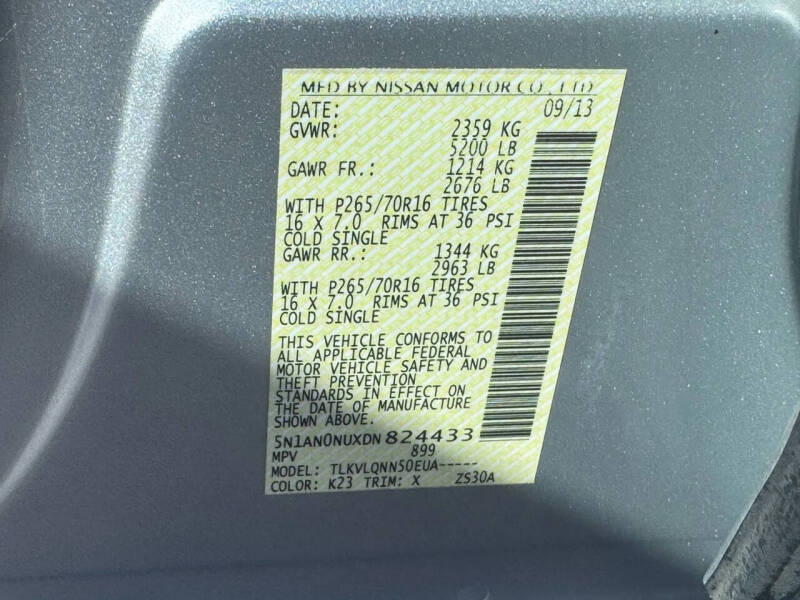 MFD BY NISSAN MOTOR CO., LTD
DATE: 09/13
GVWR: 2359 KG
5200 LB
GAWR FR.: 1214 KG
2676 LB
WITH P265/70R16 TIRES
16 X 7.0 RIMS AT 36 PSI
COLD SINGLE
GAWR RR.: 1344 KG
2963 LB
WITH P265/70R16 TIRES
16 X 7.0 RIMS AT 36 PSI
COLD SINGLE
THIS VEHICLE CONFORMS TO
ALL APPLICABLE FEDERAL
MOTOR VEHICLE SAFETY AND
THEFT PREVENTION
STANDARDS IN EFFECT ON
THE DATE OF MANUFACTURE
SHOWN ABOVE.
5N1AN0NUXDN824433
MPV 899
MODEL: TLKVLQNN50EUA-----
COLOR: K23 TRIM: X ZS30A